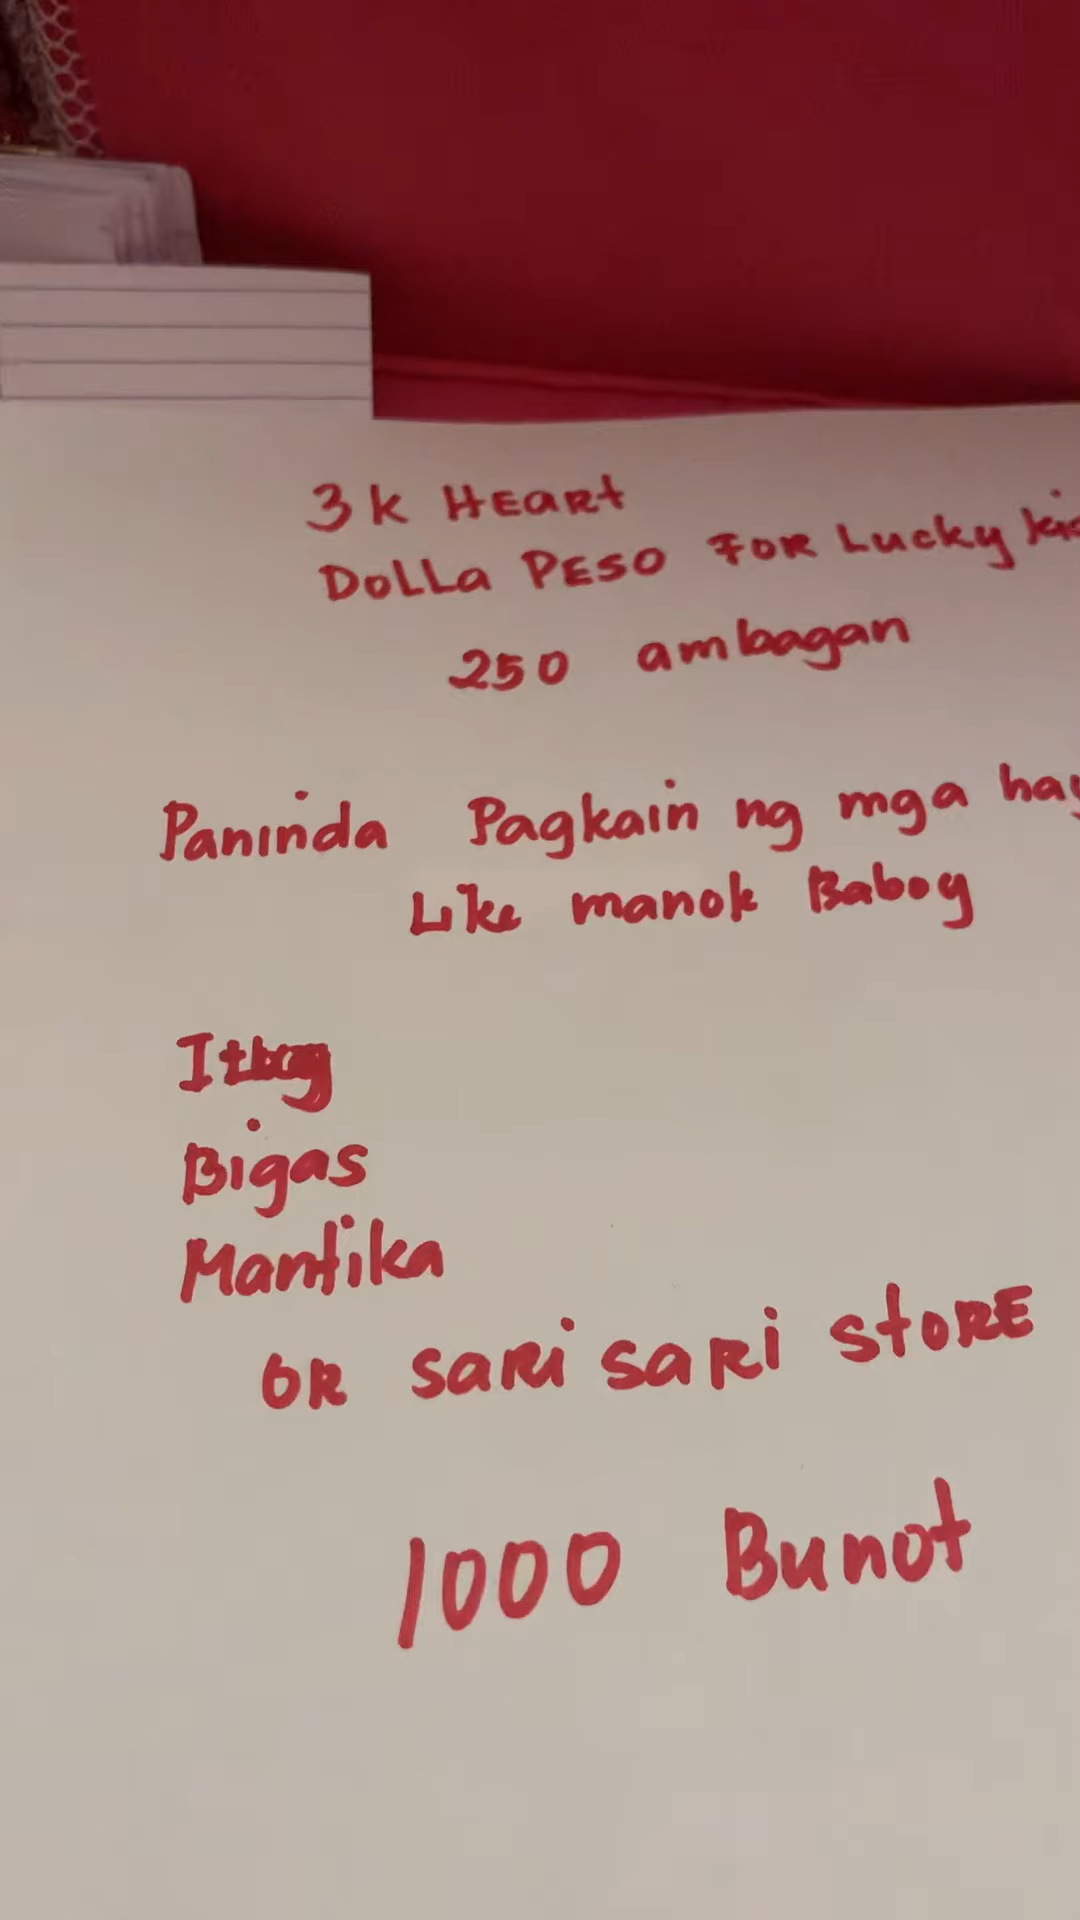 3k HEaRt
DoLLa PESO FOR Lucky
250 ambagan
Paninda Pagkain ng mga
Like manok Baboy
Bigas
Mantika
OR saRi saRi stoRE
1000 Bunot